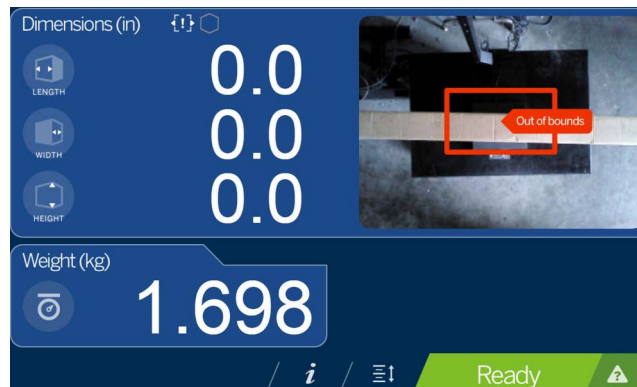 Dimensions (in)
LENGTH
0.0
WIDTH
0.0
HEIGHT
0.0
Out of bounds
Weight (kg)
1.698
i
Ready
?